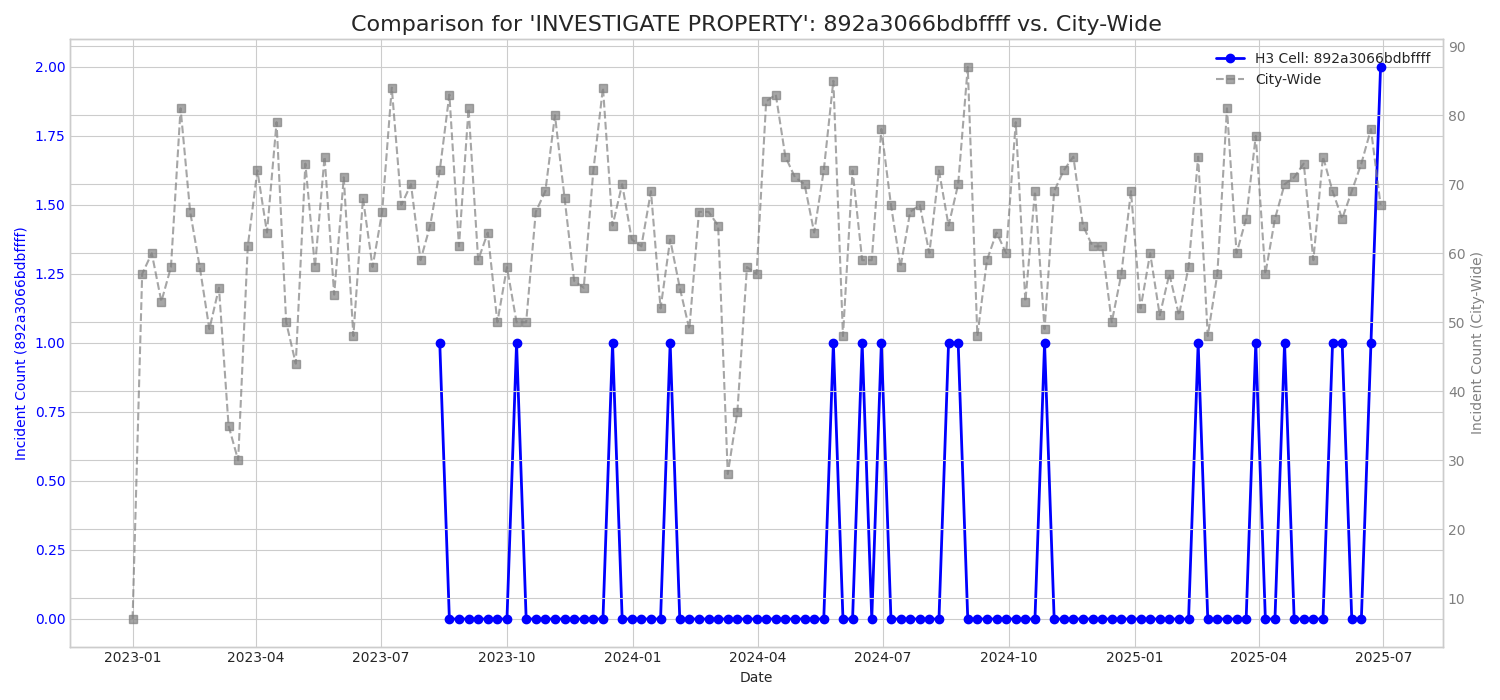 Comparison for 'INVESTIGATE PROPERTY': 892a3066bdbffff vs. City-Wide
H3 Cell: 892a3066bdbffff
City-Wide
Incident Count (892a3066bdbffff)
2.00
1.75
1.50
1.25
1.00
0.75
0.50
0.25
0.00
90
80
70
60
50
40
30
20
10
Incident Count (City-Wide)
2023-01 2023-04 2023-07 2023-10 2024-01 2024-04 2024-07 2024-10 2025-01 2025-04 2025-07
Date